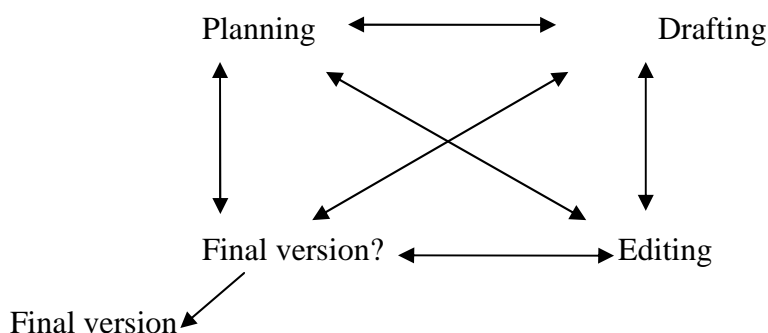 Planning Drafting
Final version? Editing
Final version